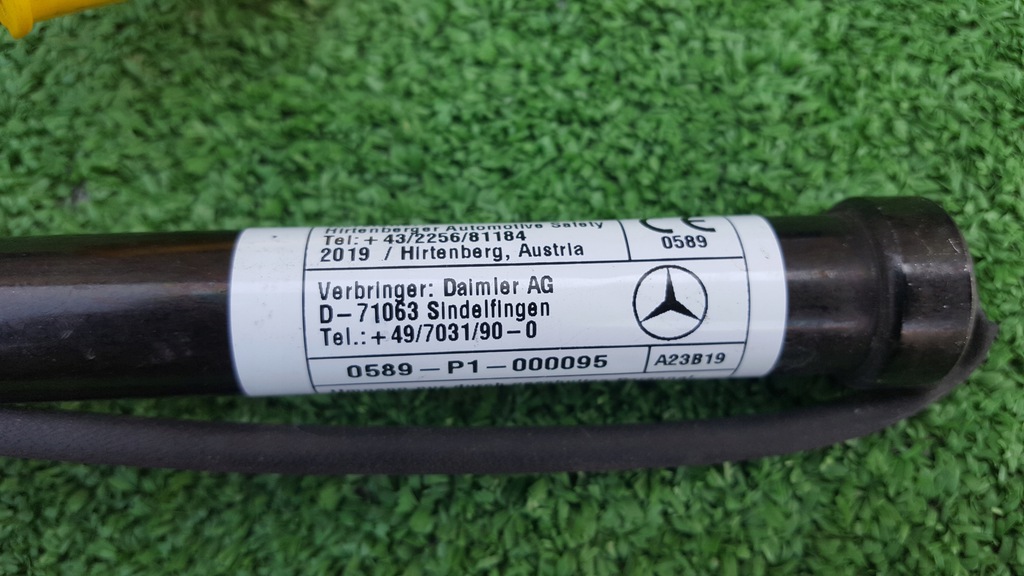 Hirtenberger Automotive Safety
Tel: + 43/2256/81184
2019 / Hirtenberg, Austria
CE
0589
Verbringer: Daimler AG
D-71063 Sindelfingen
Tel.: +49/7031/90-0
0589-P1-000095
A23B19